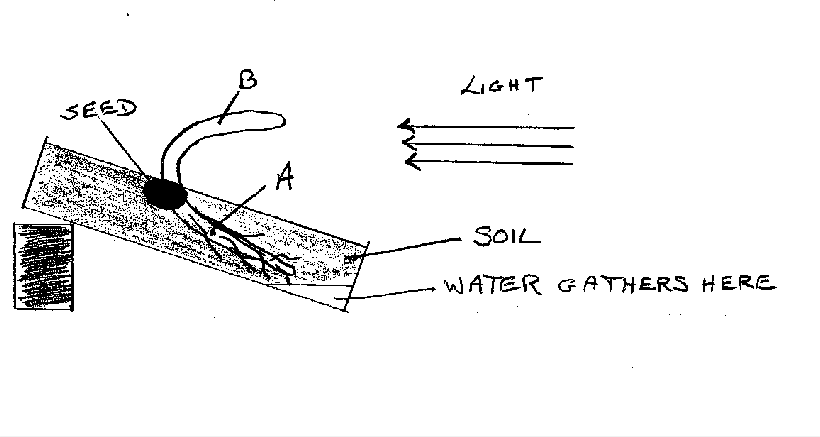 B
LIGHT
SEED
A
SOIL
WATER GATHERS HERE